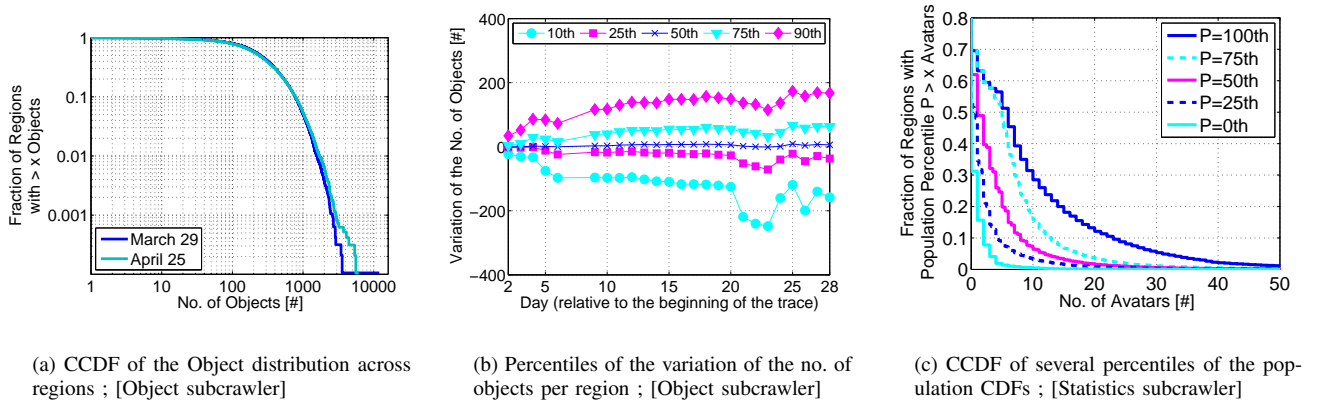 1
0.1
0.01
0.001
Fraction of Regions
with > x Objects
March 29
April 25
1 10 100 1000 10000
No. of Objects [#]
(a) CCDF of the Object distribution across
regions ; [Object subcrawler]
400
200
0
−200
−400
Variation of the No. of Objects [#]
10th 25th 50th 75th 90th
2 5 10 15 20 25 28
Day (relative to the beginning of the trace)
(b) Percentiles of the variation of the no. of
objects per region ; [Object subcrawler]
0.8
0.7
0.6
0.5
0.4
0.3
0.2
0.1
0
Fraction of Regions with
Population Percentile P > x Avatars
P=100th
P=75th
P=50th
P=25th
P=0th
0 10 20 30 40 50
No. of Avatars [#]
(c) CCDF of several percentiles of the pop-
ulation CDFs ; [Statistics subcrawler]